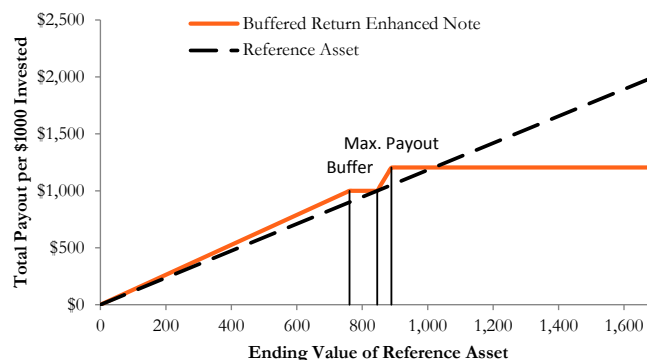 $2,500
Buffered Return Enhanced Note
Reference Asset
$2,000
$1,500
Max. Payout
Buffer
$1,000
$500
$0
0 200 400 600 800 1,000 1,200 1,400 1,600
Total Payout per $1000 Invested
Ending Value of Reference Asset